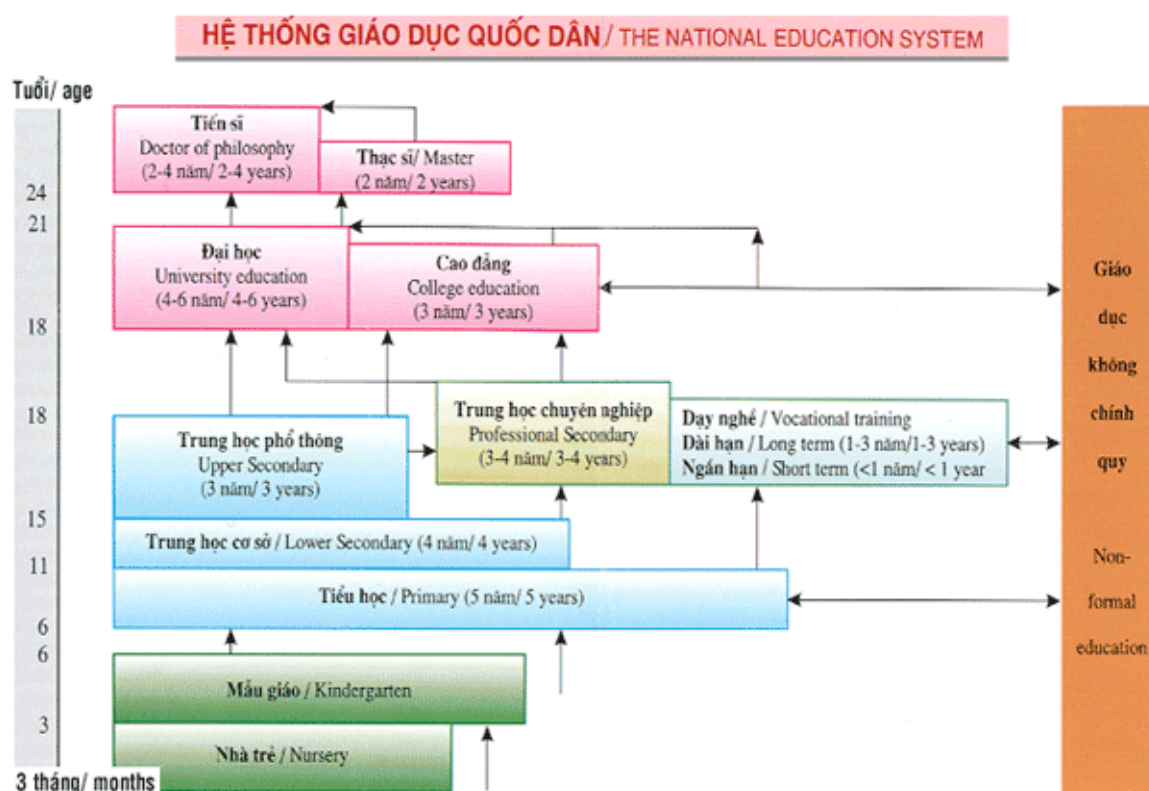 HỆ THỐNG GIÁO DỤC QUỐC DÂN/ THE NATIONAL EDUCATION SYSTEM
Tuổi/ age
Tiến sĩ
Doctor of philosophy
(2-4 năm/ 2-4 years)
Thạc sĩ/ Master
(2 năm/ 2 years)
24
21
Đại học
University education
(4-6 năm/ 4-6 years)
Cao đẳng
College education
(3 năm/ 3 years)
18
18
Trung học phổ thông
Upper Secondary
(3 năm/ 3 years)
Trung học chuyên nghiệp
Professional Secondary
(3-4 năm/ 3-4 years)
Dạy nghề / Vocational training
Dài hạn / Long term (1-3 năm/1-3 years)
Ngắn hạn / Short term (<1 năm/ < 1 year
15
Trung học cơ sở / Lower Secondary (4 năm/ 4 years)
11
Tiểu học / Primary (5 năm/ 5 years)
6
6
Mẫu giáo / Kindergarten
3
Nhà trẻ / Nursery
3 tháng/ months
Giáo
dục
không
chính
quy
Non-
formal
education